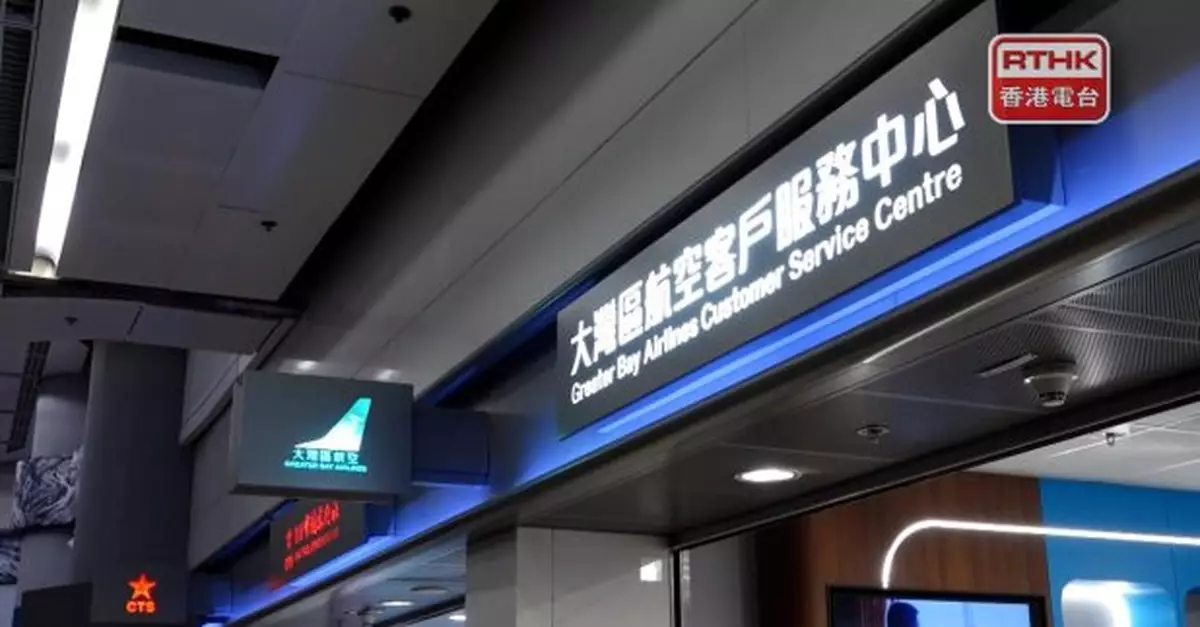 RTHK
香港電台
大灣區航空客戶服務中心
Greater Bay Airlines Customer Service Centre
大灣區航空
GREATER BAY AIRLINES
CTS